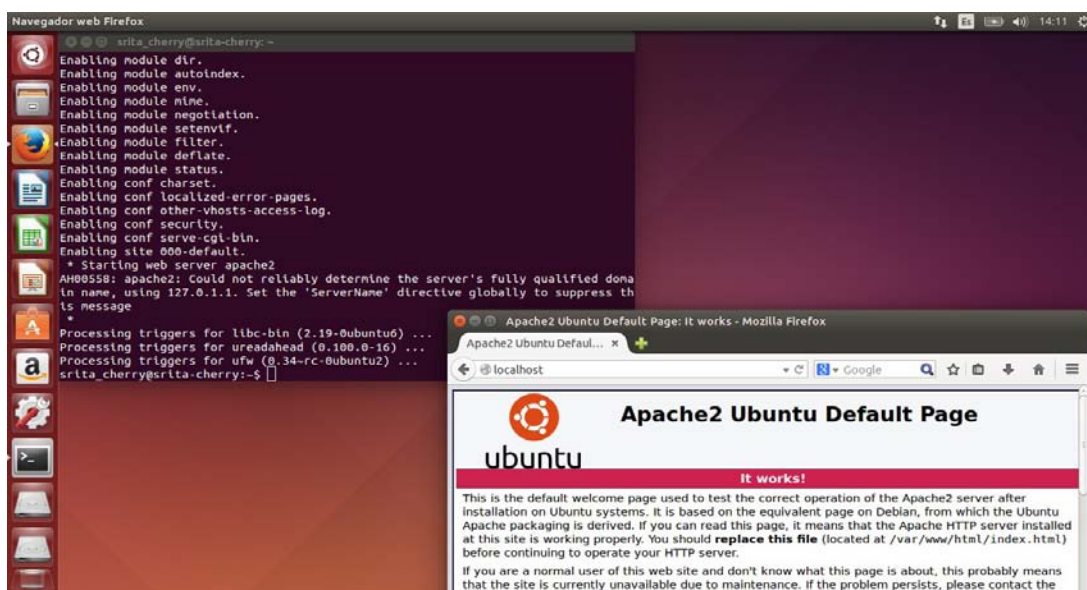 Navegador web Firefox
Es
14:11
srita_cherry@srita-cherry: ~
Enabling module dir.
Enabling module autoindex.
Enabling module env.
Enabling module mime.
Enabling module negotiation.
Enabling module setenvif.
Enabling module filter.
Enabling module deflate.
Enabling module status.
Enabling conf charset.
Enabling conf localized-error-pages.
Enabling conf other-vhosts-access-log.
Enabling conf security.
Enabling conf serve-cgi-bin.
Enabling site 000-default.
* Starting web server apache2
AH00558: apache2: Could not reliably determine the server's fully qualified doma
in name, using 127.0.1.1. Set the 'ServerName' directive globally to suppress th
is message
*
Processing triggers for libc-bin (2.19-0ubuntu6) ...
Processing triggers for ureadahead (0.100.0-16) ...
Processing triggers for ufw (0.34~rc-0ubuntu2) ...
srita_cherry@srita-cherry:~$
Apache2 Ubuntu Default Page: It works - Mozilla Firefox
Apache2 Ubuntu Defaul...
localhost
Google
Apache2 Ubuntu Default Page
ubuntu
It works!
This is the default welcome page used to test the correct operation of the Apache2 server after
installation on Ubuntu systems. It is based on the equivalent page on Debian, from which the Ubuntu
Apache packaging is derived. If you can read this page, it means that the Apache HTTP server installed
at this site is working properly. You should replace this file (located at /var/www/html/index.html)
before continuing to operate your HTTP server.
If you are a normal user of this web site and don't know what this page is about, this probably means
that the site is currently unavailable due to maintenance. If the problem persists, please contact the